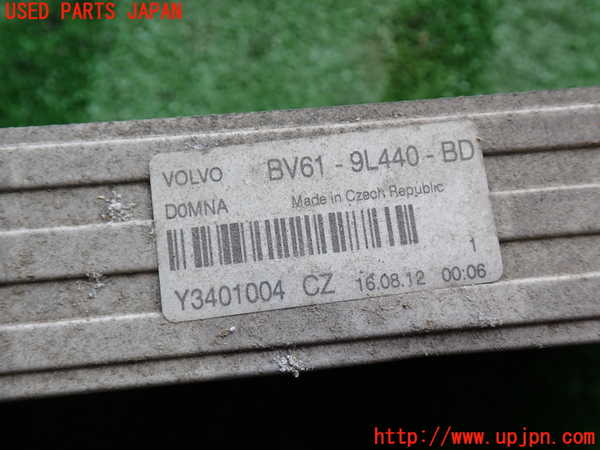 USED PARTS JAPAN
VOLVO BV61 - 9L440 - BD
D0MNA Made in Czech Republic
1
Y3401004 CZ 16.08.12 00:06
© www.upjpn.com